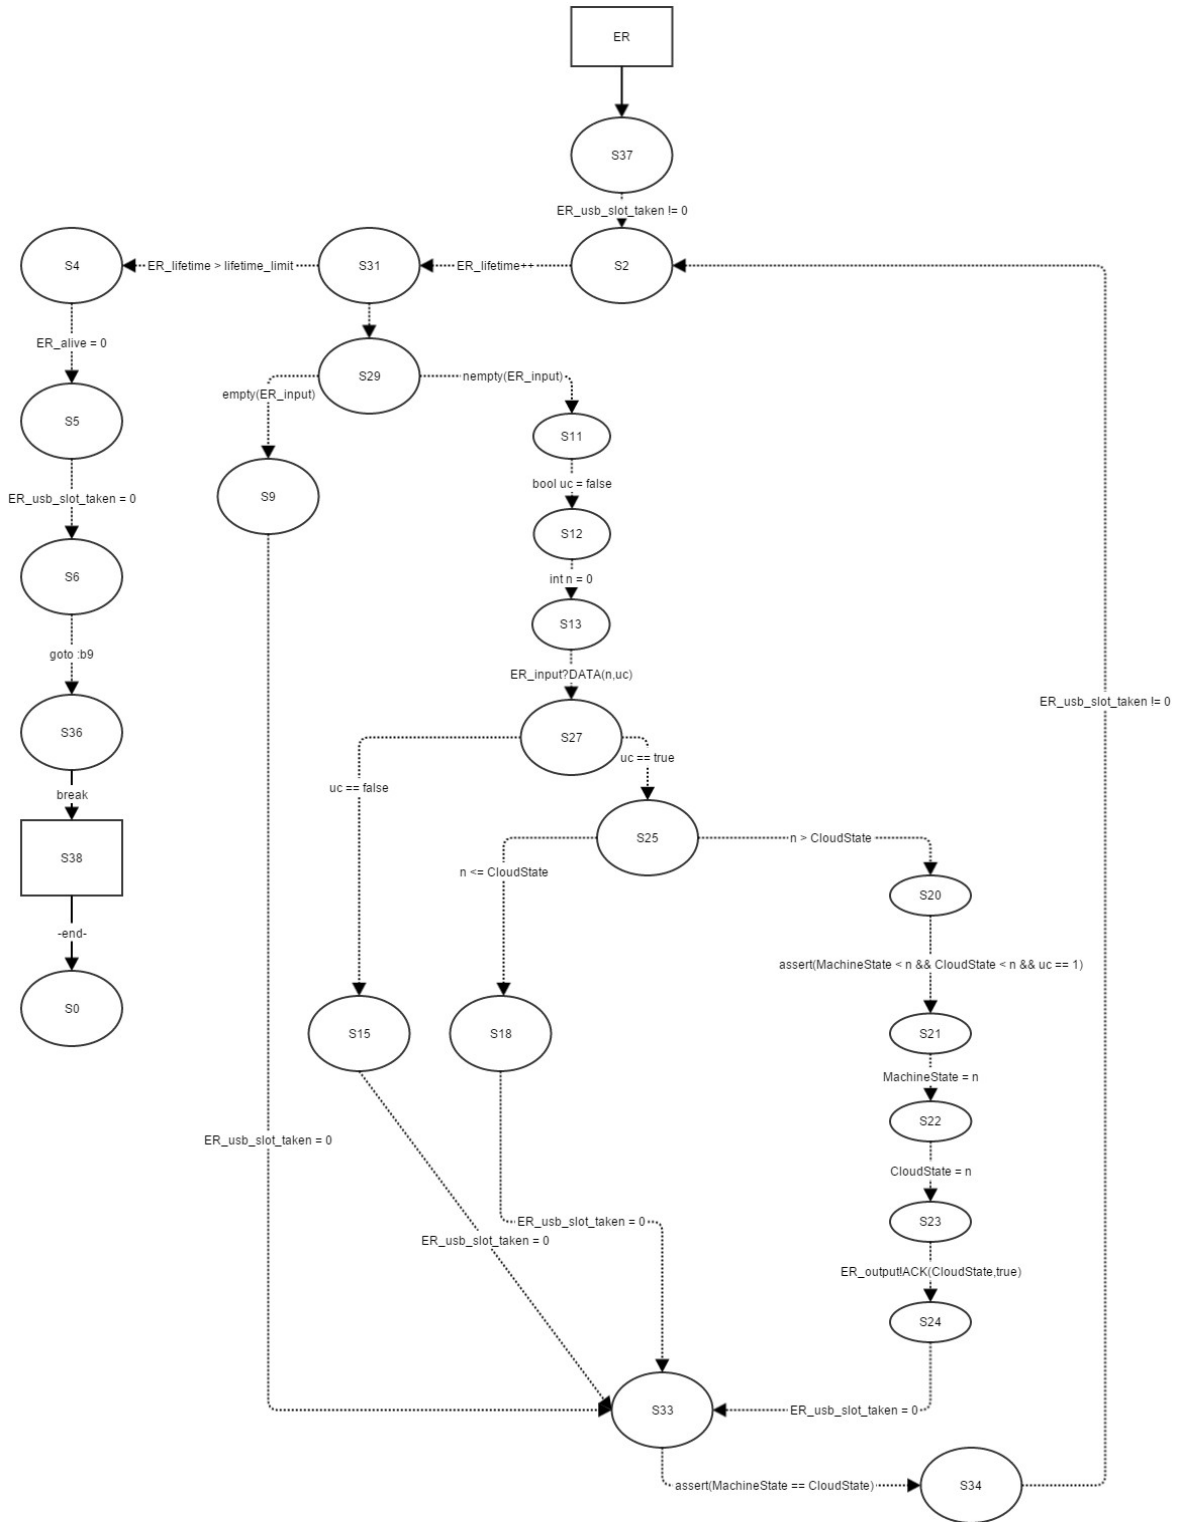 ER
S37
ER_usb_slot_taken != 0
S4
ER_lifetime > lifetime_limit
S31
ER_lifetime++
S2
ER_alive = 0
S29
empty(ER_input)
nempty(ER_input)
S5
S11
bool uc = false
ER_usb_slot_taken = 0
S9
S12
S6
int n = 0
S13
goto :b9
ER_input?DATA(n,uc)
ER_usb_slot_taken != 0
S36
S27
uc == true
uc == false
break
S38
S25
n > CloudState
n <= CloudState
S20
-end-
assert(MachineState < n && CloudState < n && uc == 1)
S0
S15
S18
S21
MachineState = n
S22
ER_usb_slot_taken = 0
CloudState = n
S23
ER_usb_slot_taken = 0
ER_usb_slot_taken = 0
ER_output!ACK(CloudState,true)
S24
S33
ER_usb_slot_taken = 0
assert(MachineState == CloudState)
S34